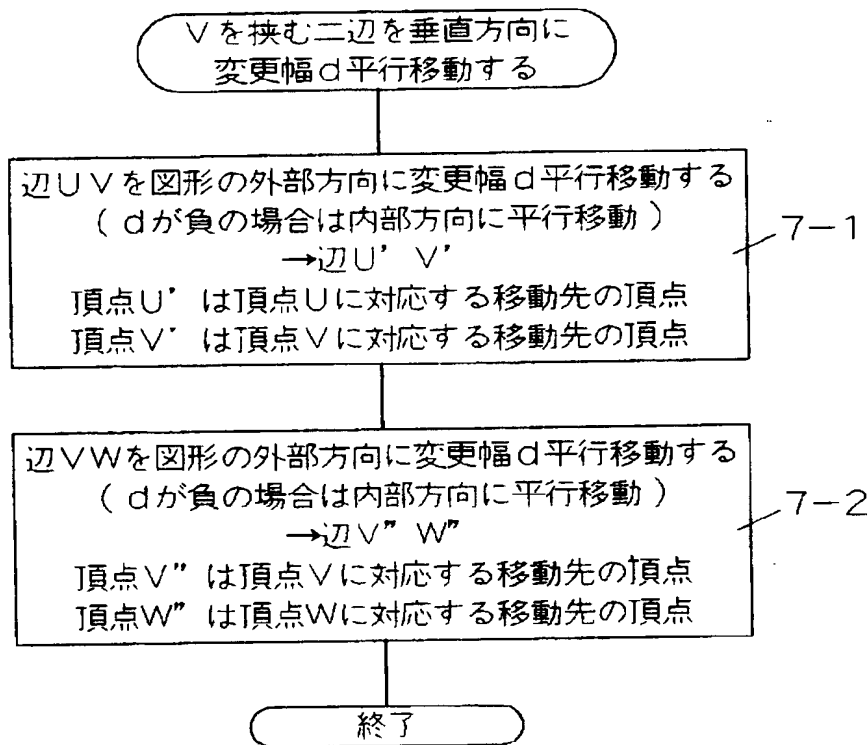 Vを挟む二辺を垂直方向に
変更幅d平行移動する
辺UVを図形の外部方向に変更幅d平行移動する
(dが負の場合は内部方向に平行移動)
→辺U' V'
頂点U'は頂点Uに対応する移動先の頂点
頂点V'は頂点Vに対応する移動先の頂点
7-1
辺VWを図形の外部方向に変更幅d平行移動する
(dが負の場合は内部方向に平行移動)
→辺V" W"
頂点V"は頂点Vに対応する移動先の頂点
頂点W"は頂点Wに対応する移動先の頂点
7-2
終了